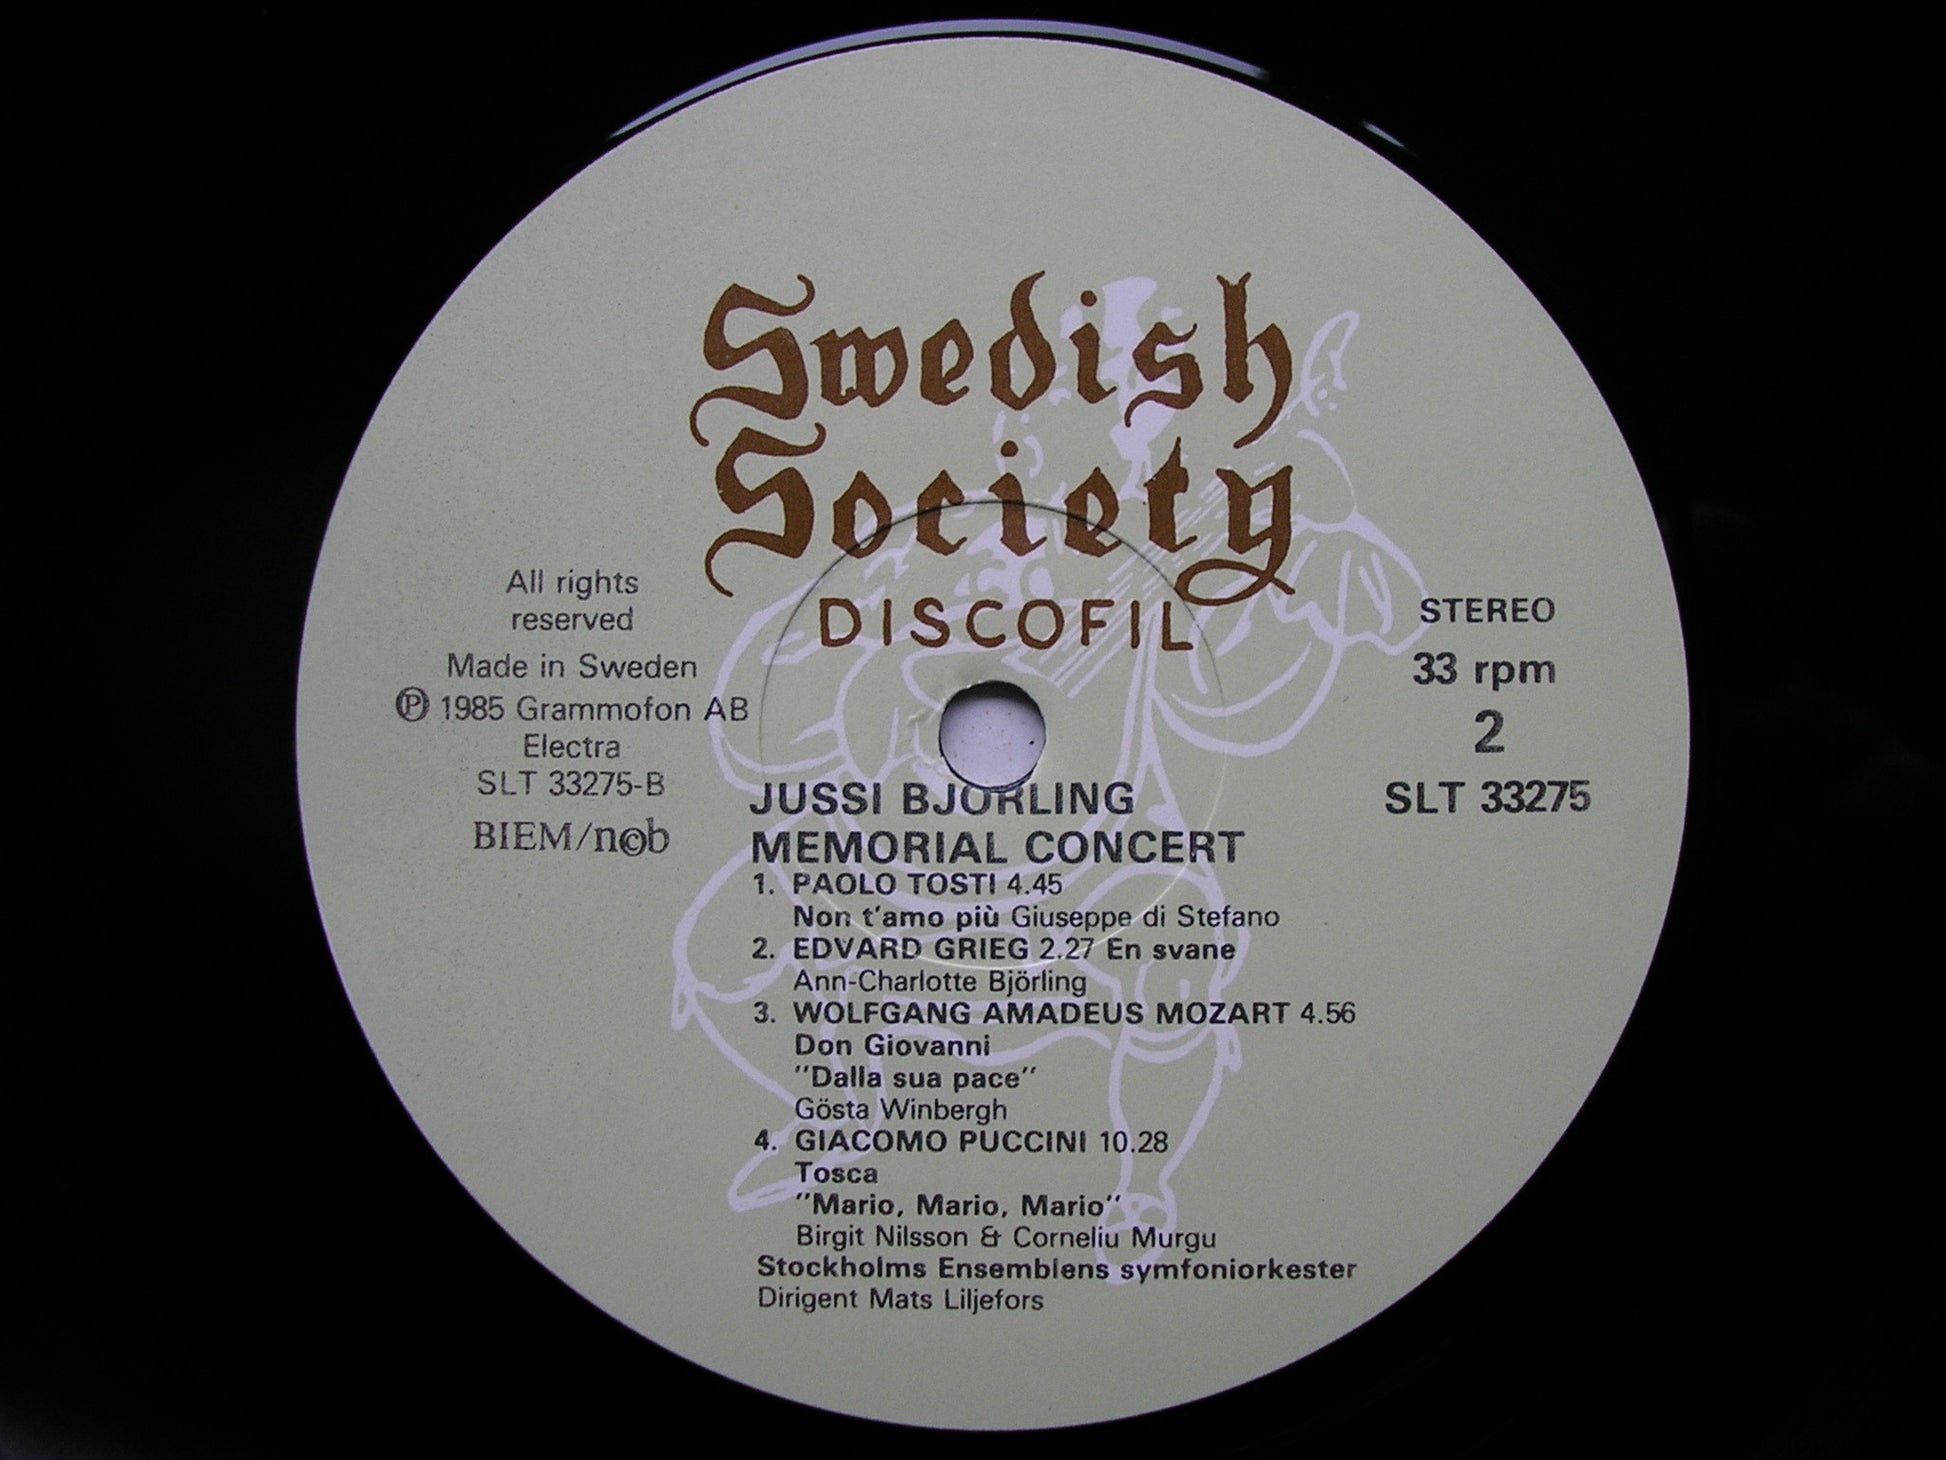 Swedish
Society
DISCOFIL
All rights
reserved
Made in Sweden
℗ 1985 Grammofon AB
Electra
SLT 33275-B
BIEM/n©b
STEREO
33 rpm
2
SLT 33275
JUSSI BJÖRLING
MEMORIAL CONCERT
1. PAOLO TOSTI 4.45
Non t'amo più Giuseppe di Stefano
2. EDVARD GRIEG 2.27 En svane
Ann-Charlotte Björling
3. WOLFGANG AMADEUS MOZART 4.56
Don Giovanni
"Dalla sua pace"
Gösta Winbergh
4. GIACOMO PUCCINI 10.28
Tosca
"Mario, Mario, Mario"
Birgit Nilsson & Corneliu Murgu
Stockholms Ensemblens symfoniorkester
Dirigent Mats Liljefors